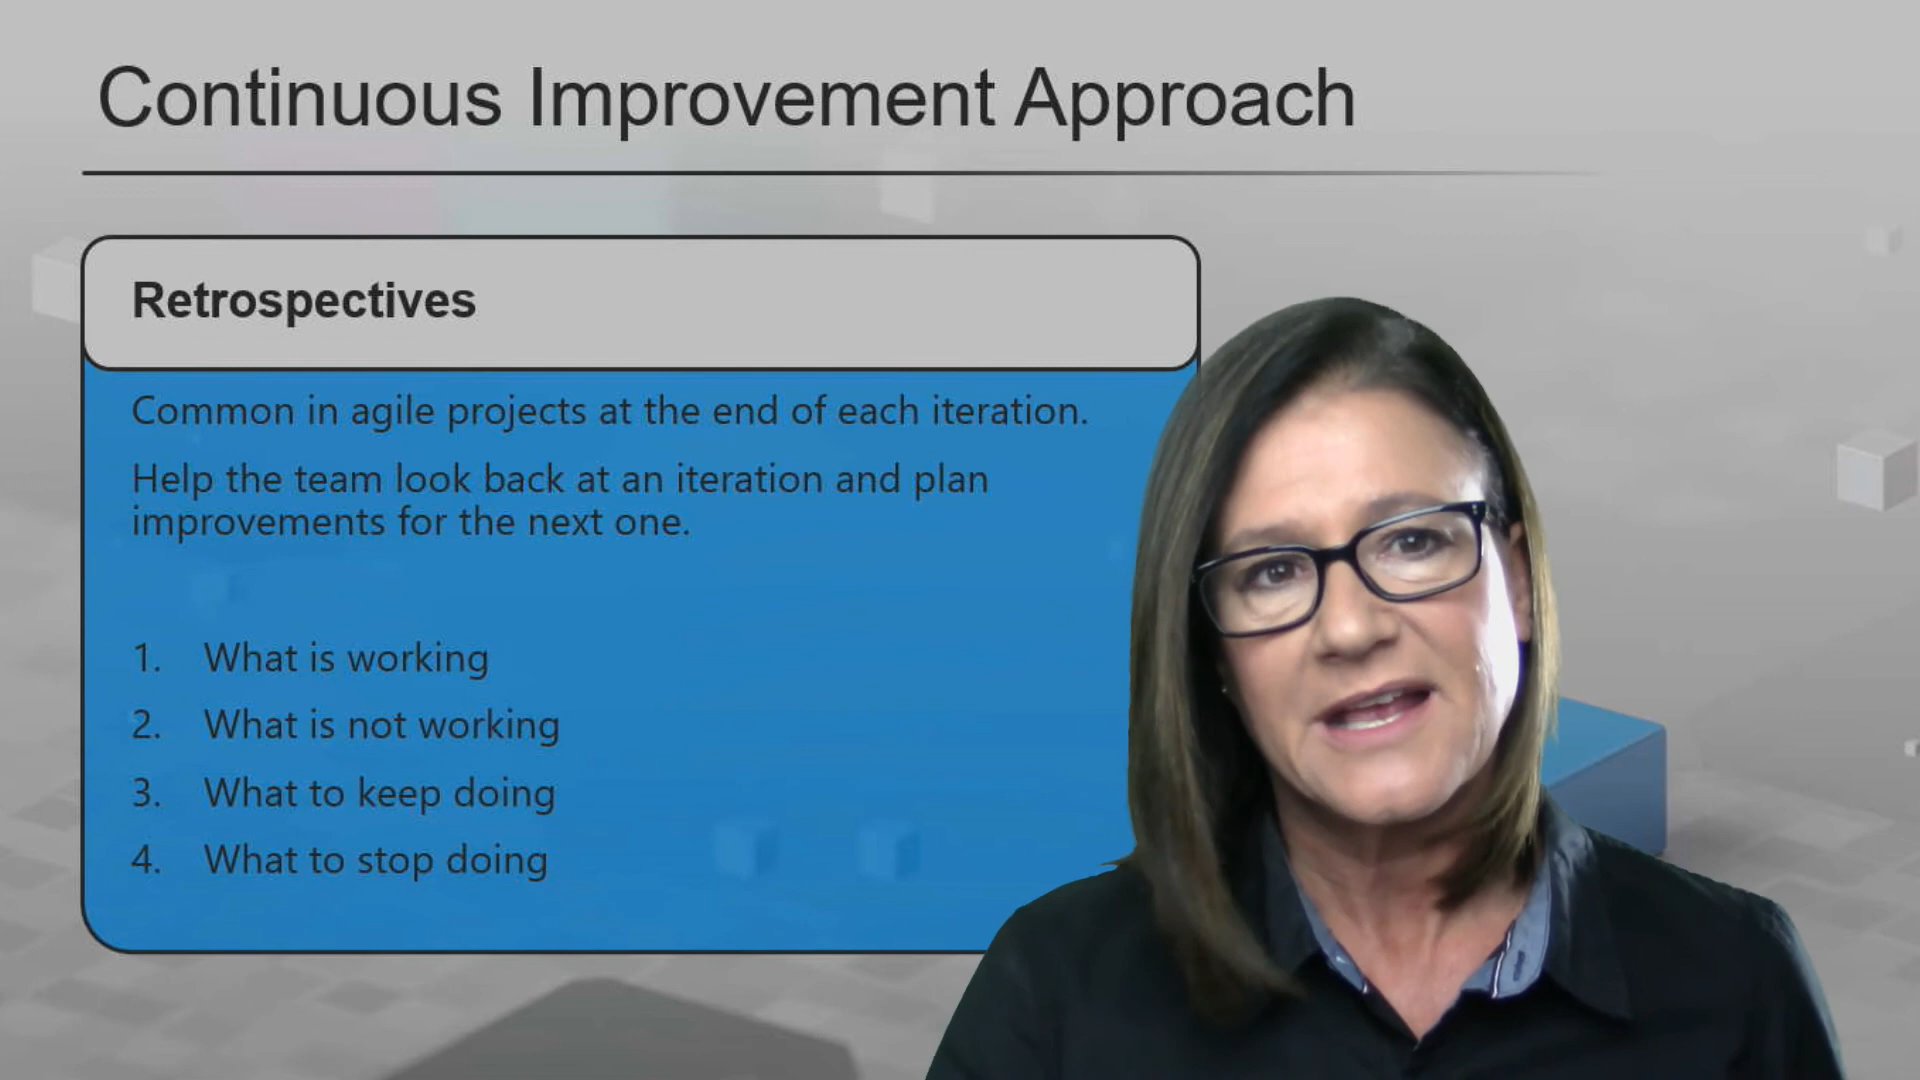 Continuous Improvement Approach
Retrospectives
Common in agile projects at the end of each iteration.
Help the team look back at an iteration and plan
improvements for the next one.
1. What is working
2. What is not working
3. What to keep doing
4. What to stop doing